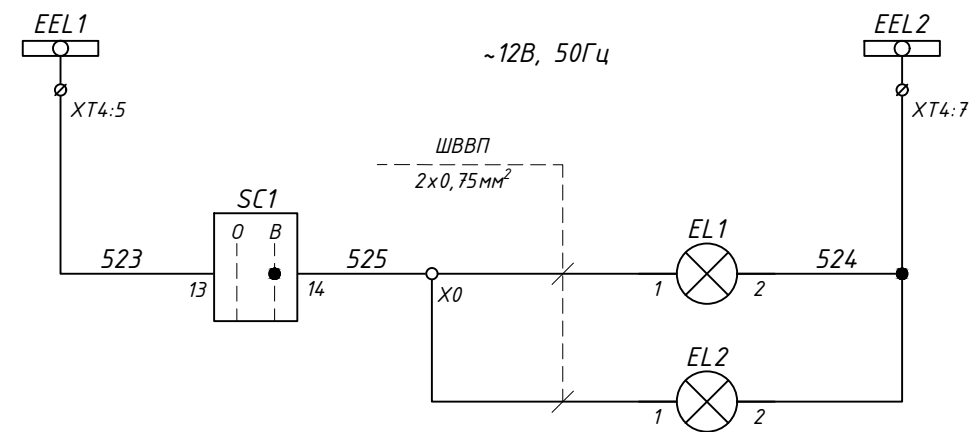 EEL1
EEL2
~12В, 50Гц
XT4:5
XT4:7
ШВВП
2x0,75мм²
SC1
О В
EL1
523
525
524
13
14
X0
1
2
EL2
1
2